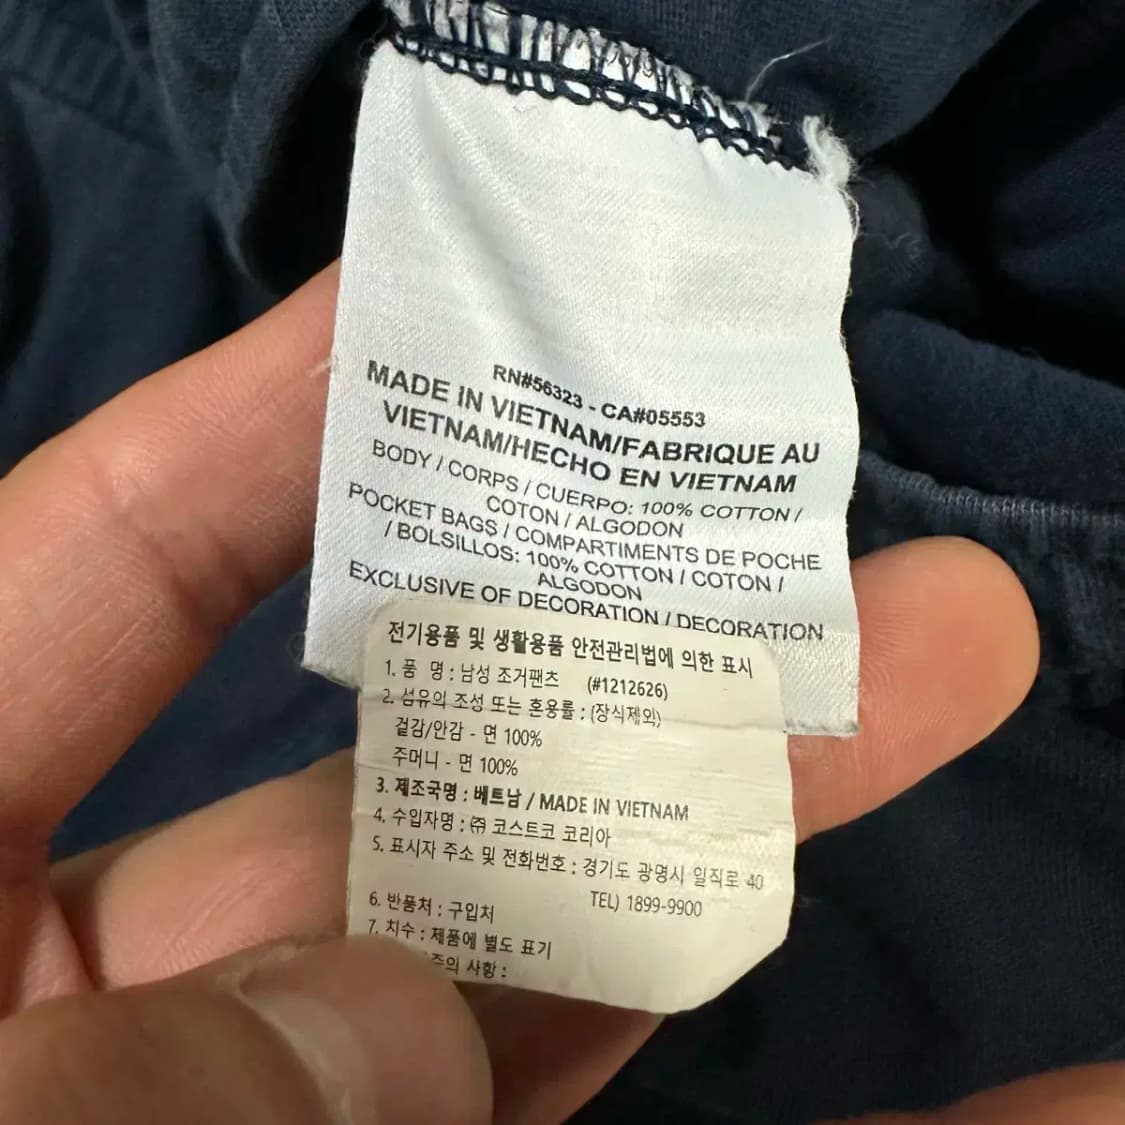 RN#56323 - CA#05553
MADE IN VIETNAM/FABRIQUE AU
VIETNAM/HECHO EN VIETNAM
BODY / CORPS / CUERPO: 100% COTTON /
COTON / ALGODON
POCKET BAGS / COMPARTIMENTS DE POCHE
/ BOLSILLOS: 100% COTTON / COTON /
ALGODON
EXCLUSIVE OF DECORATION / DECORATION
전기용품 및 생활용품 안전관리법에 의한 표시
1. 품 명 : 남성 조거팬츠 (#1212626)
2. 섬유의 조성 또는 혼용률 : (장식제외)
겉감/안감 - 면 100%
주머니 - 면 100%
3. 제조국명 : 베트남 / MADE IN VIETNAM
4. 수입자명 : ㈜ 코스트코 코리아
5. 표시자 주소 및 전화번호 : 경기도 광명시 일직로 40
TEL) 1899-9900
6. 반품처 : 구입처
7. 치수 : 제품에 별도 표기
사항 :